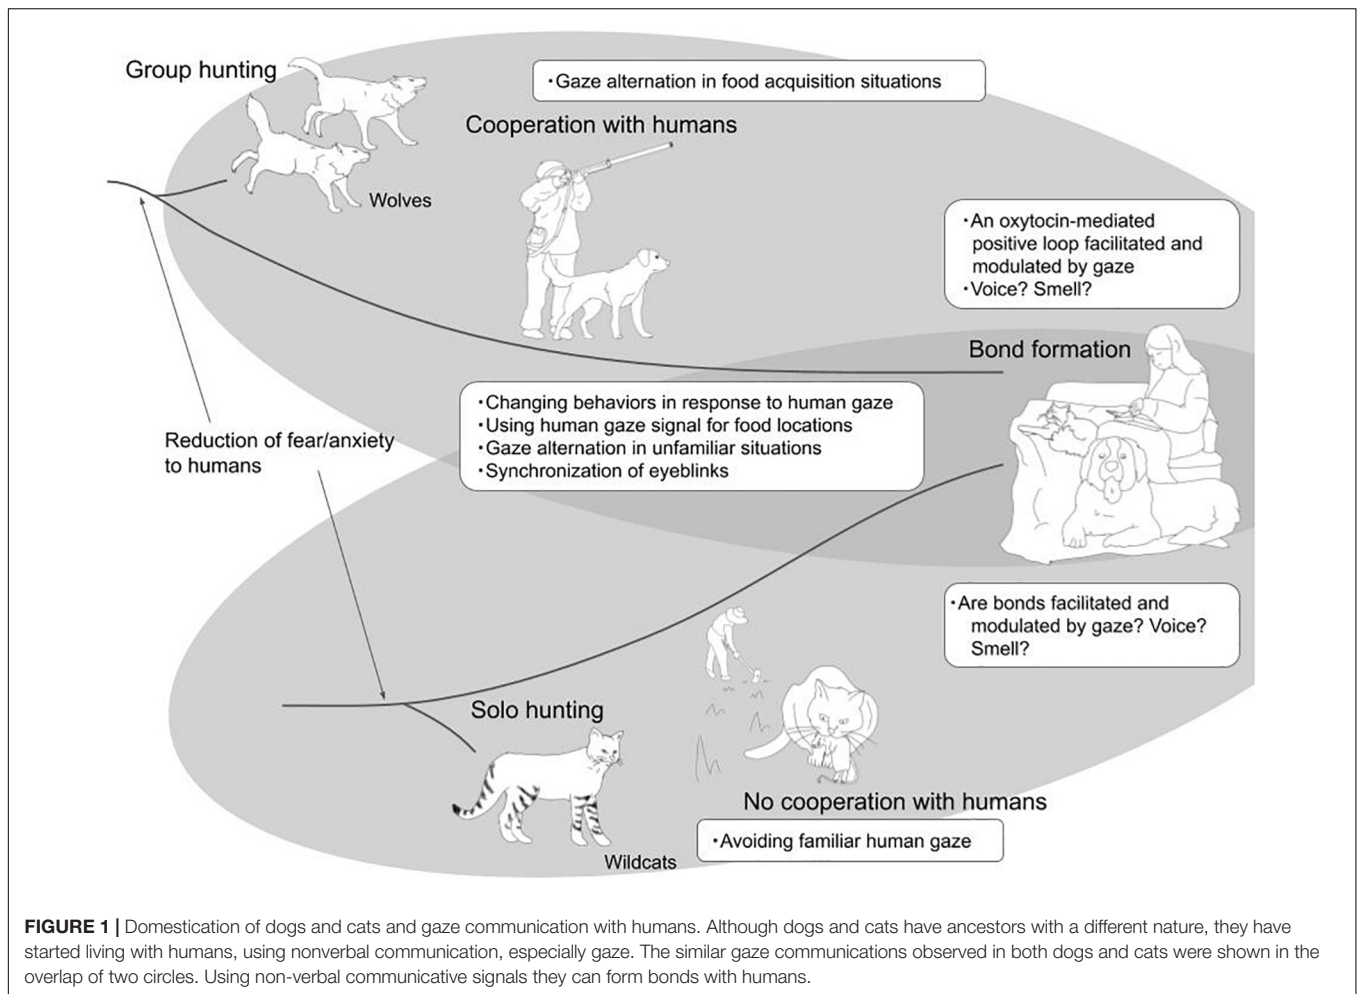 Group hunting
・Gaze alternation in food acquisition situations
Cooperation with humans
Wolves
・An oxytocin-mediated
positive loop facilitated and
modulated by gaze
・Voice? Smell?
Bond formation
・Changing behaviors in response to human gaze
・Using human gaze signal for food locations
・Gaze alternation in unfamiliar situations
・Synchronization of eyeblinks
Reduction of fear/anxiety
to humans
・Are bonds facilitated and
modulated by gaze? Voice?
Smell?
Solo hunting
Wildcats
No cooperation with humans
・Avoiding familiar human gaze
FIGURE 1 | Domestication of dogs and cats and gaze communication with humans. Although dogs and cats have ancestors with a different nature, they have
started living with humans, using nonverbal communication, especially gaze. The similar gaze communications observed in both dogs and cats were shown in the
overlap of two circles. Using non-verbal communicative signals they can form bonds with humans.